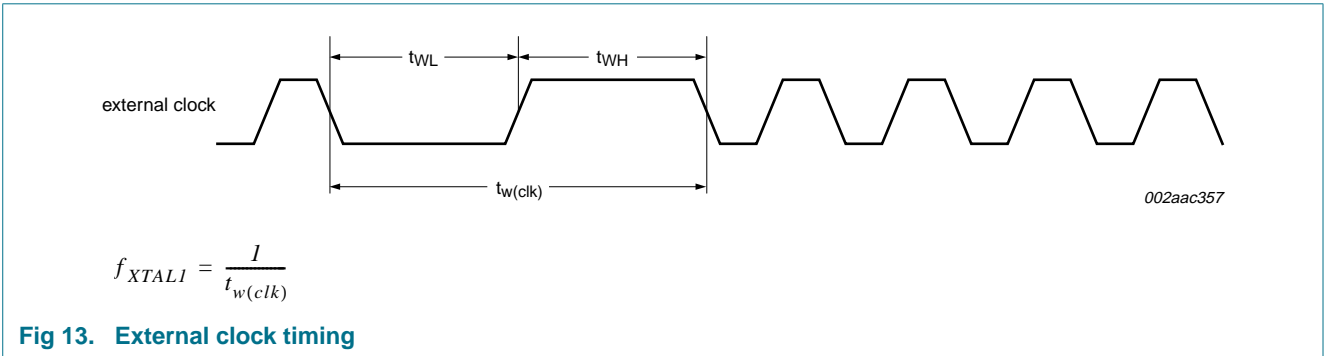 t_WL
t_WH
external clock
t_w(clk)
002aac357
f_XTAL1 = 1 / t_w(clk)
Fig 13. External clock timing